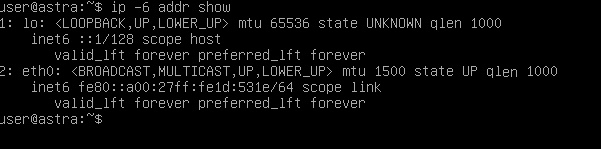 user@astra:~$ ip -6 addr show
1: lo: <LOOPBACK,UP,LOWER_UP> mtu 65536 state UNKNOWN qlen 1000
    inet6 ::1/128 scope host
       valid_lft forever preferred_lft forever
2: eth0: <BROADCAST,MULTICAST,UP,LOWER_UP> mtu 1500 state UP qlen 1000
    inet6 fe80::a00:27ff:fe1d:531e/64 scope link
       valid_lft forever preferred_lft forever
user@astra:~$